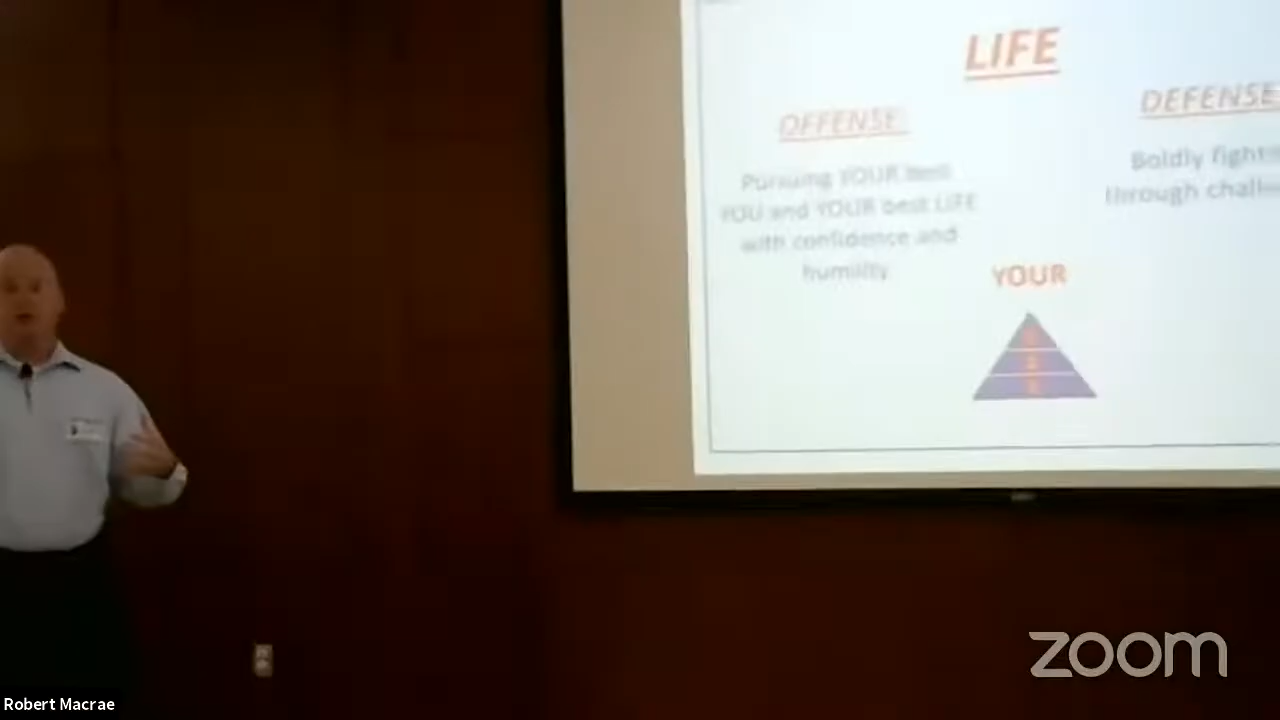 LIFE
OFFENSE:
Pursuing YOUR best
YOU and YOUR best LIFE
with confidence and
humility
DEFENSE
Boldly fight
through chall
YOUR
zoom
Robert Macrae